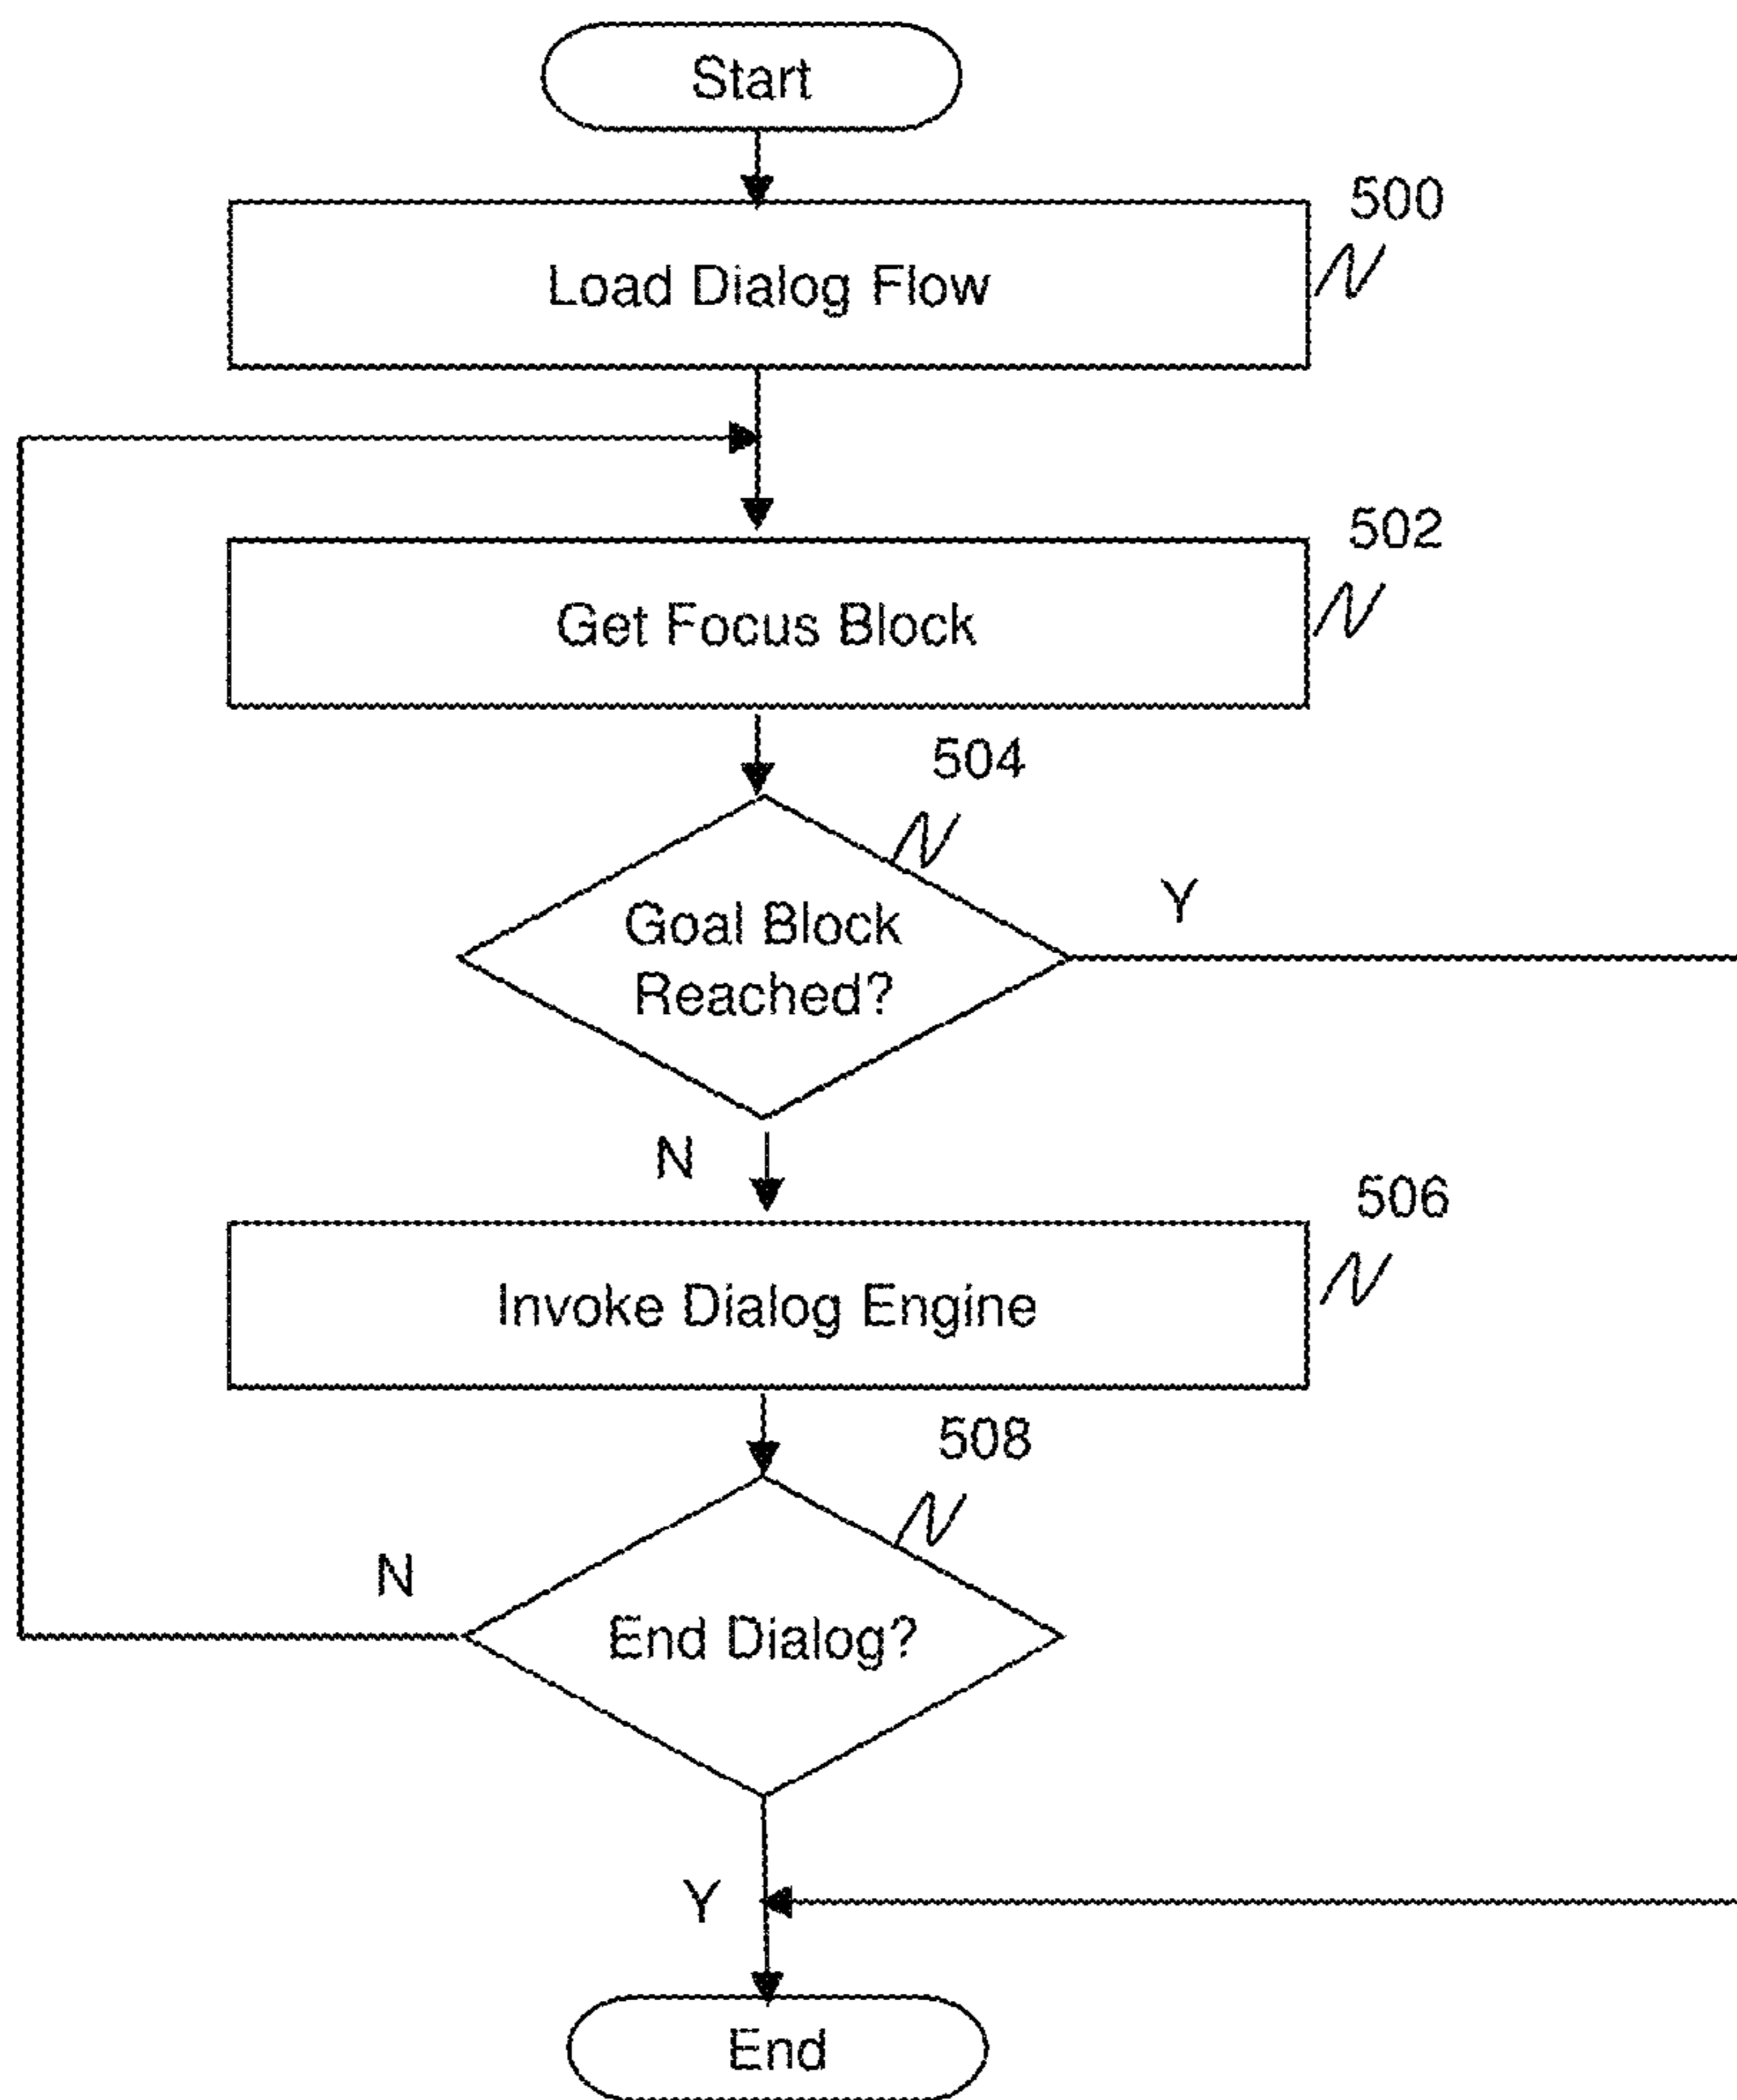 Start
500
Load Dialog Flow
502
Get Focus Block
504
Goal Block
Reached?
Y
N
506
Invoke Dialog Engine
508
N
End Dialog?
Y
End